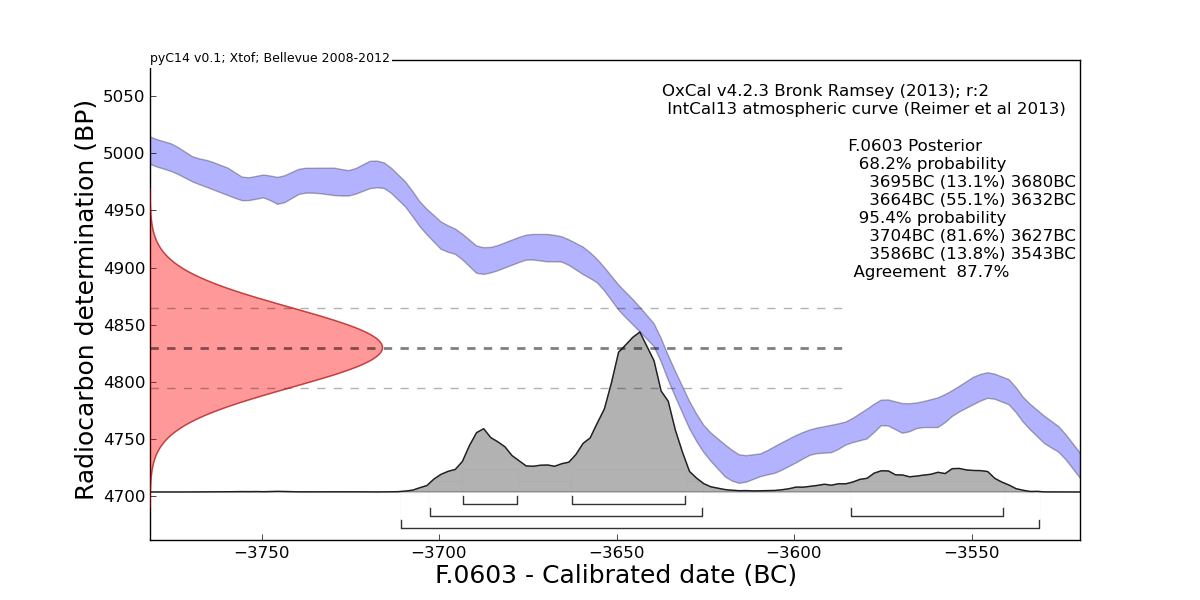 pyC14 v0.1; Xtof; Bellevue 2008-2012
OxCal v4.2.3 Bronk Ramsey (2013); r:2
IntCal13 atmospheric curve (Reimer et al 2013)
F.0603 Posterior
68.2% probability
3695BC (13.1%) 3680BC
3664BC (55.1%) 3632BC
95.4% probability
3704BC (81.6%) 3627BC
3586BC (13.8%) 3543BC
Agreement 87.7%
Radiocarbon determination (BP)
5050
5000
4950
4900
4850
4800
4750
4700
−3750 −3700 −3650 −3600 −3550
F.0603 - Calibrated date (BC)